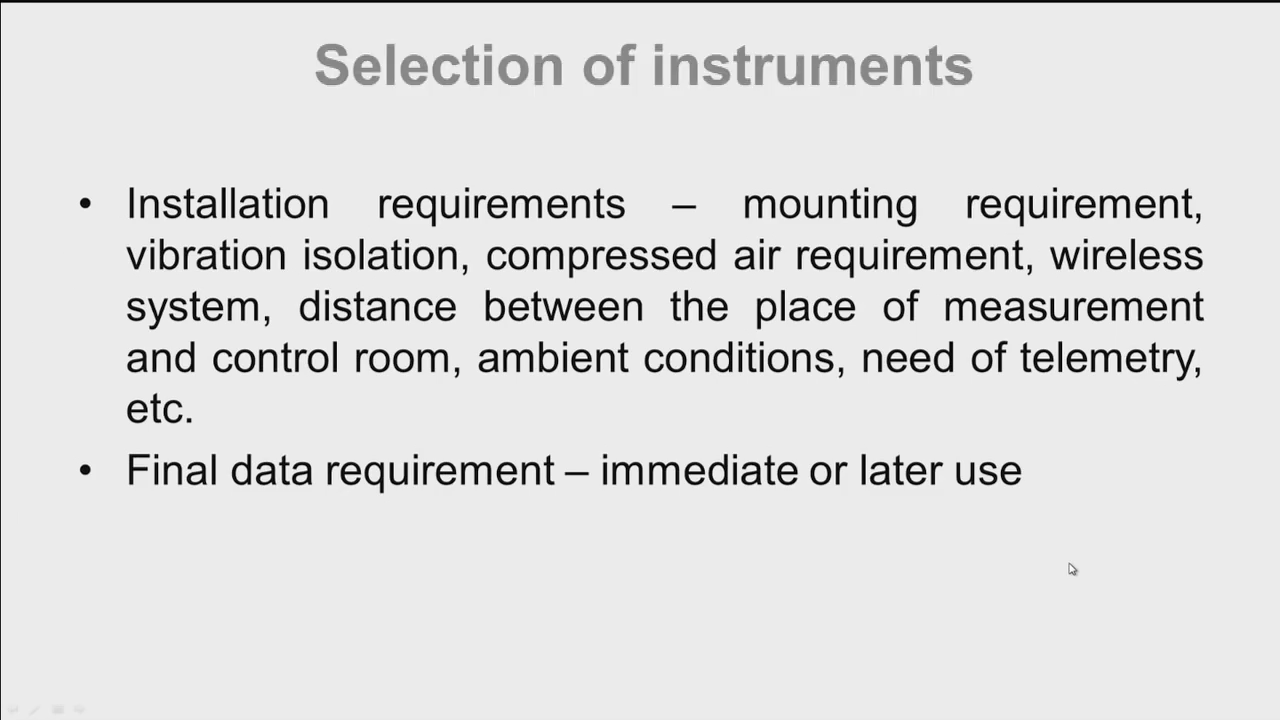 Selection of instruments
• Installation requirements – mounting requirement,
vibration isolation, compressed air requirement, wireless
system, distance between the place of measurement
and control room, ambient conditions, need of telemetry,
etc.
• Final data requirement – immediate or later use